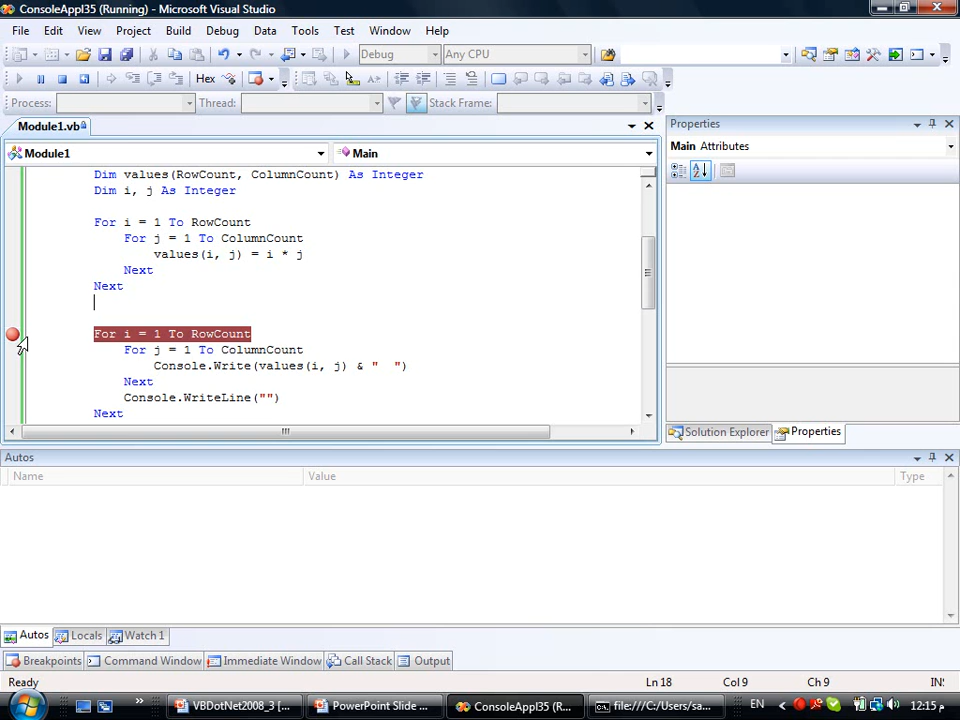 ConsoleAppl35 (Running) - Microsoft Visual Studio
File Edit View Project Build Debug Data Tools Test Window Help
Debug Any CPU
Hex
Process: Thread: Stack Frame:
Module1.vb
Module1 Main
Dim values(RowCount, ColumnCount) As Integer
Dim i, j As Integer
For i = 1 To RowCount
For j = 1 To ColumnCount
values(i, j) = i * j
Next
Next
For i = 1 To RowCount
For j = 1 To ColumnCount
Console.Write(values(i, j) & "  ")
Next
Console.WriteLine("")
Next
Properties
Main Attributes
Solution Explorer Properties
Autos
Name Value Type
Autos Locals Watch 1
Breakpoints Command Window Immediate Window Call Stack Output
Ready Ln 18 Col 9 Ch 9 INS
VBDotNet2008_3 [... PowerPoint Slide ... ConsoleAppl35 (R... file:///C:/Users/sa... EN 12:15 م